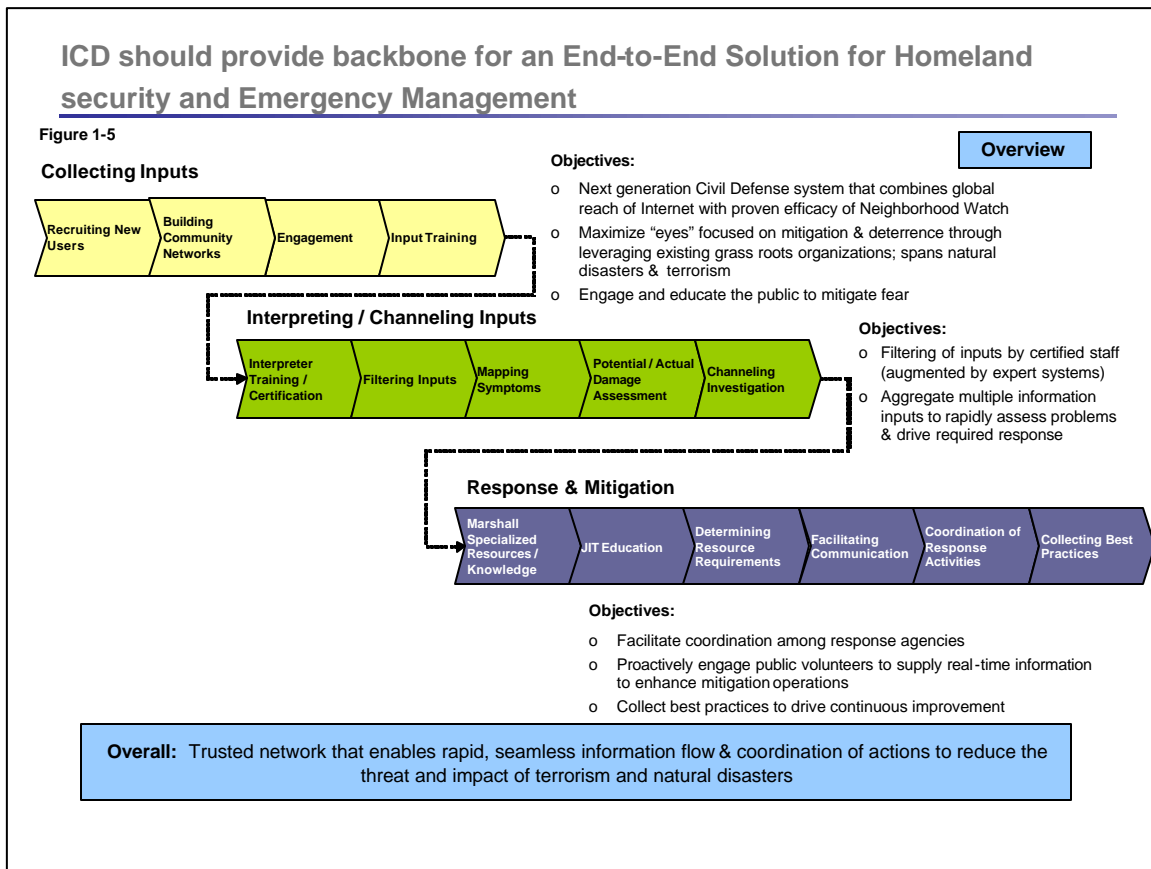 ICD should provide backbone for an End-to-End Solution for Homeland
security and Emergency Management
Figure 1-5
Overview
Collecting Inputs
Recruiting New
Users
Building
Community
Networks
Engagement
Input Training
Objectives:
o Next generation Civil Defense system that combines global
reach of Internet with proven efficacy of Neighborhood Watch
o Maximize “eyes” focused on mitigation & deterrence through
leveraging existing grass roots organizations; spans natural
disasters & terrorism
o Engage and educate the public to mitigate fear
Interpreting / Channeling Inputs
Interpreter
Training /
Certification
Filtering Inputs
Mapping
Symptoms
Potential / Actual
Damage
Assessment
Channeling
Investigation
Objectives:
o Filtering of inputs by certified staff
(augmented by expert systems)
o Aggregate multiple information
inputs to rapidly assess problems
& drive required response
Response & Mitigation
Marshall
Specialized
Resources /
Knowledge
JIT Education
Determining
Resource
Requirements
Facilitating
Communication
Coordination of
Response
Activities
Collecting Best
Practices
Objectives:
o Facilitate coordination among response agencies
o Proactively engage public volunteers to supply real-time information
to enhance mitigation operations
o Collect best practices to drive continuous improvement
Overall: Trusted network that enables rapid, seamless information flow & coordination of actions to reduce the
threat and impact of terrorism and natural disasters